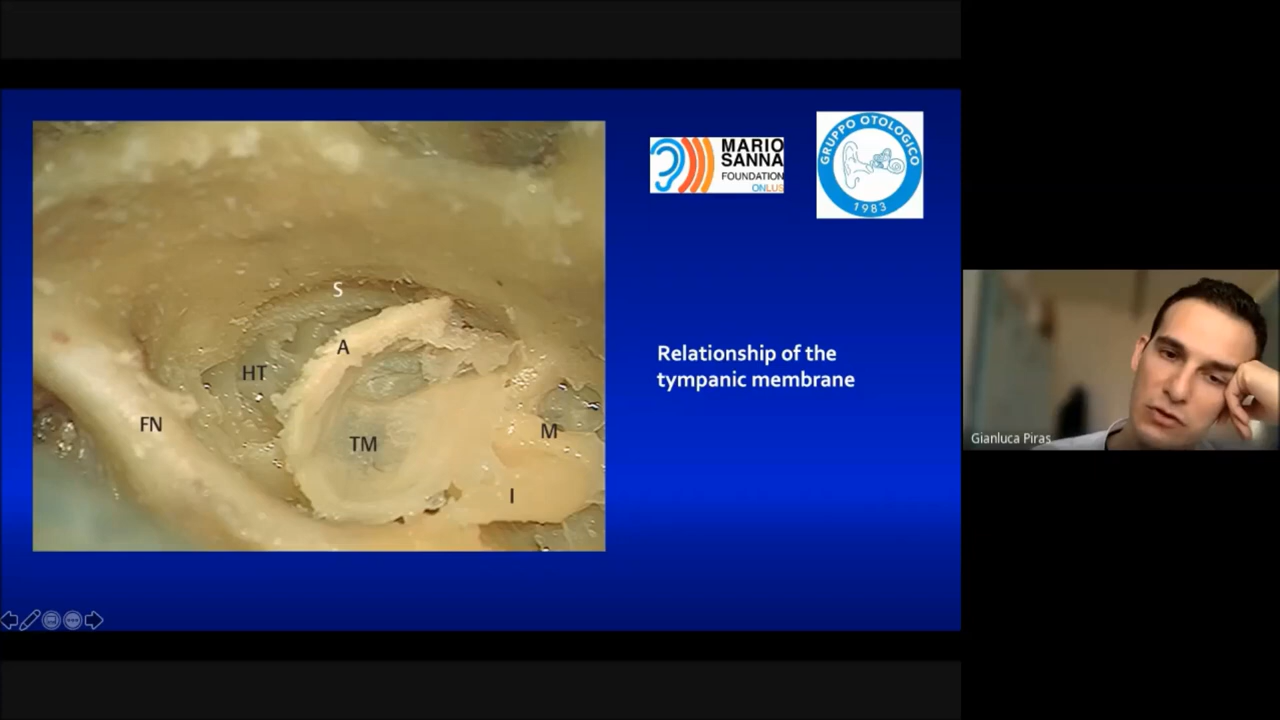 S
A
HT
FN
TM
M
I
MARIO
SANNA
FOUNDATION
ONLUS
GRUPPO OTOLOGICO
1983
Relationship of the
tympanic membrane
Gianluca Piras